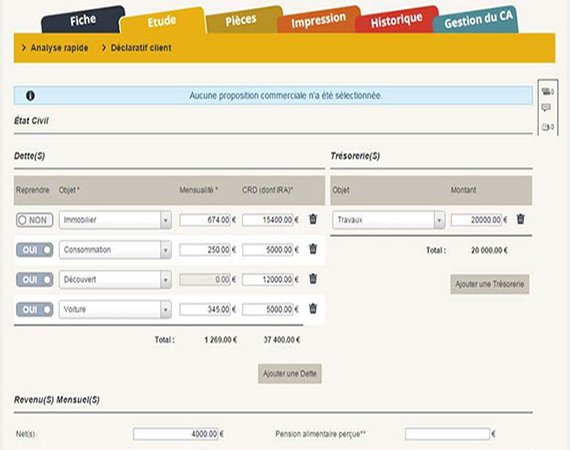 Fiche Etude Pièces Impression Historique Gestion du CA
> Analyse rapide > Déclaratif client
Aucune proposition commerciale n'a été sélectionnée.
État Civil
Dette(S) Trésorerie(S)
Reprendre Objet * Mensualité * CRD (dont IRA)* Objet Montant
NON Immobilier 674.00 € 15400.00 € Travaux 20000.00 €
OUI Consommation 250.00 € 5000.00 € Total : 20 000.00 €
OUI Découvert 0.00 € 12000.00 € Ajouter une Trésorerie
OUI Voiture 345.00 € 5000.00 €
Total : 1 269.00 € 37 400.00 €
Ajouter une Dette
Revenu(S) Mensuel(S)
Net(s) 4000.00 € Pension alimentaire perçue** €